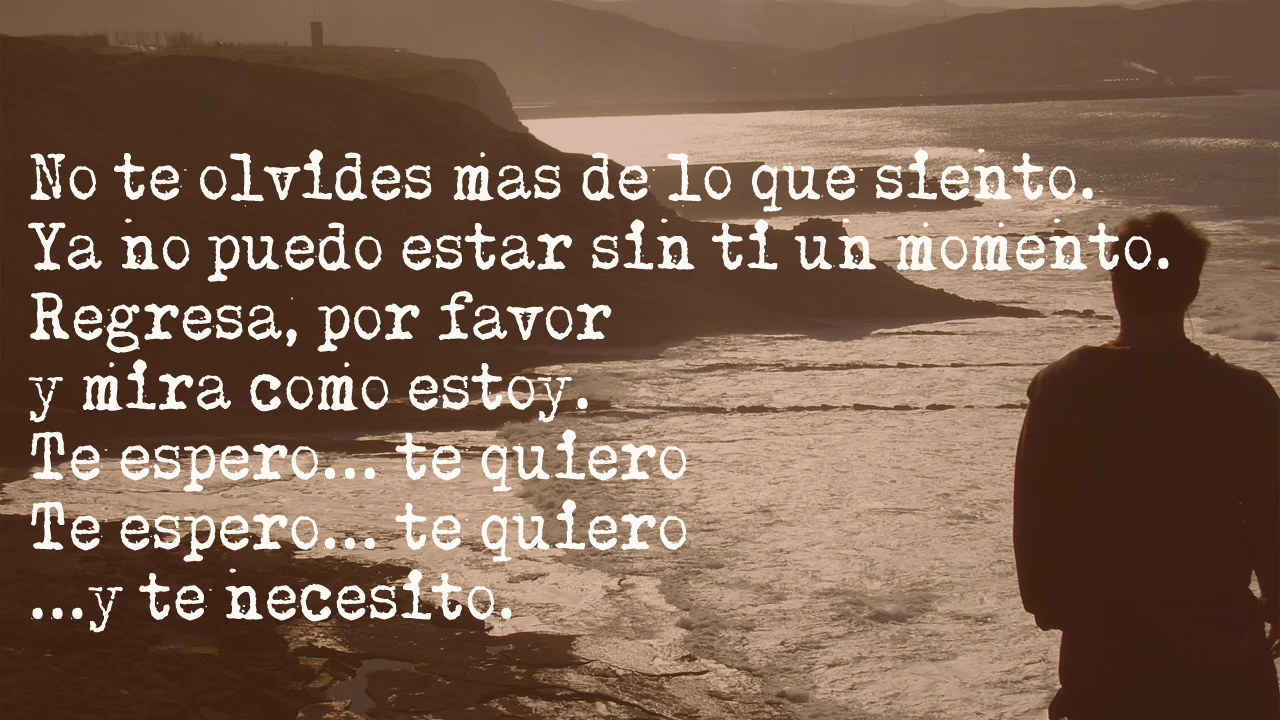 No te olvides mas de lo que siento.
Ya no puedo estar sin ti un momento.
Regresa, por favor
y mira como estoy.
Te espero... te quiero
Te espero... te quiero
...y te necesito.